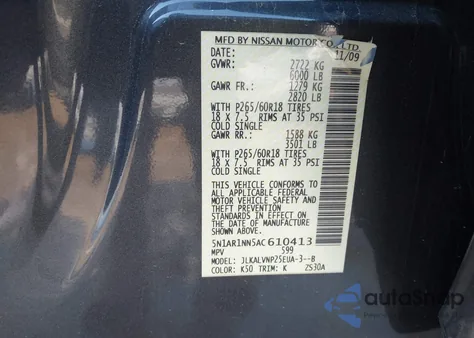 MFD BY NISSAN MOTOR CO., LTD.
DATE: 11/09
GVWR: 2722 KG
6000 LB
GAWR FR.: 1279 KG
2820 LB
WITH P265/60R18 TIRES
18 X 7.5 RIMS AT 35 PSI
COLD SINGLE
GAWR RR.: 1588 KG
3501 LB
WITH P265/60R18 TIRES
18 X 7.5 RIMS AT 35 PSI
COLD SINGLE
THIS VEHICLE CONFORMS TO
ALL APPLICABLE FEDERAL
MOTOR VEHICLE SAFETY AND
THEFT PREVENTION
STANDARDS IN EFFECT ON
THE DATE OF MANUFACTURE
SHOWN ABOVE.
5N1AR1NN5AC610413
MPV 599
MODEL: JLKALVNP25EUA-3--B
COLOR: K50 TRIM: K ZS30A
autosnap